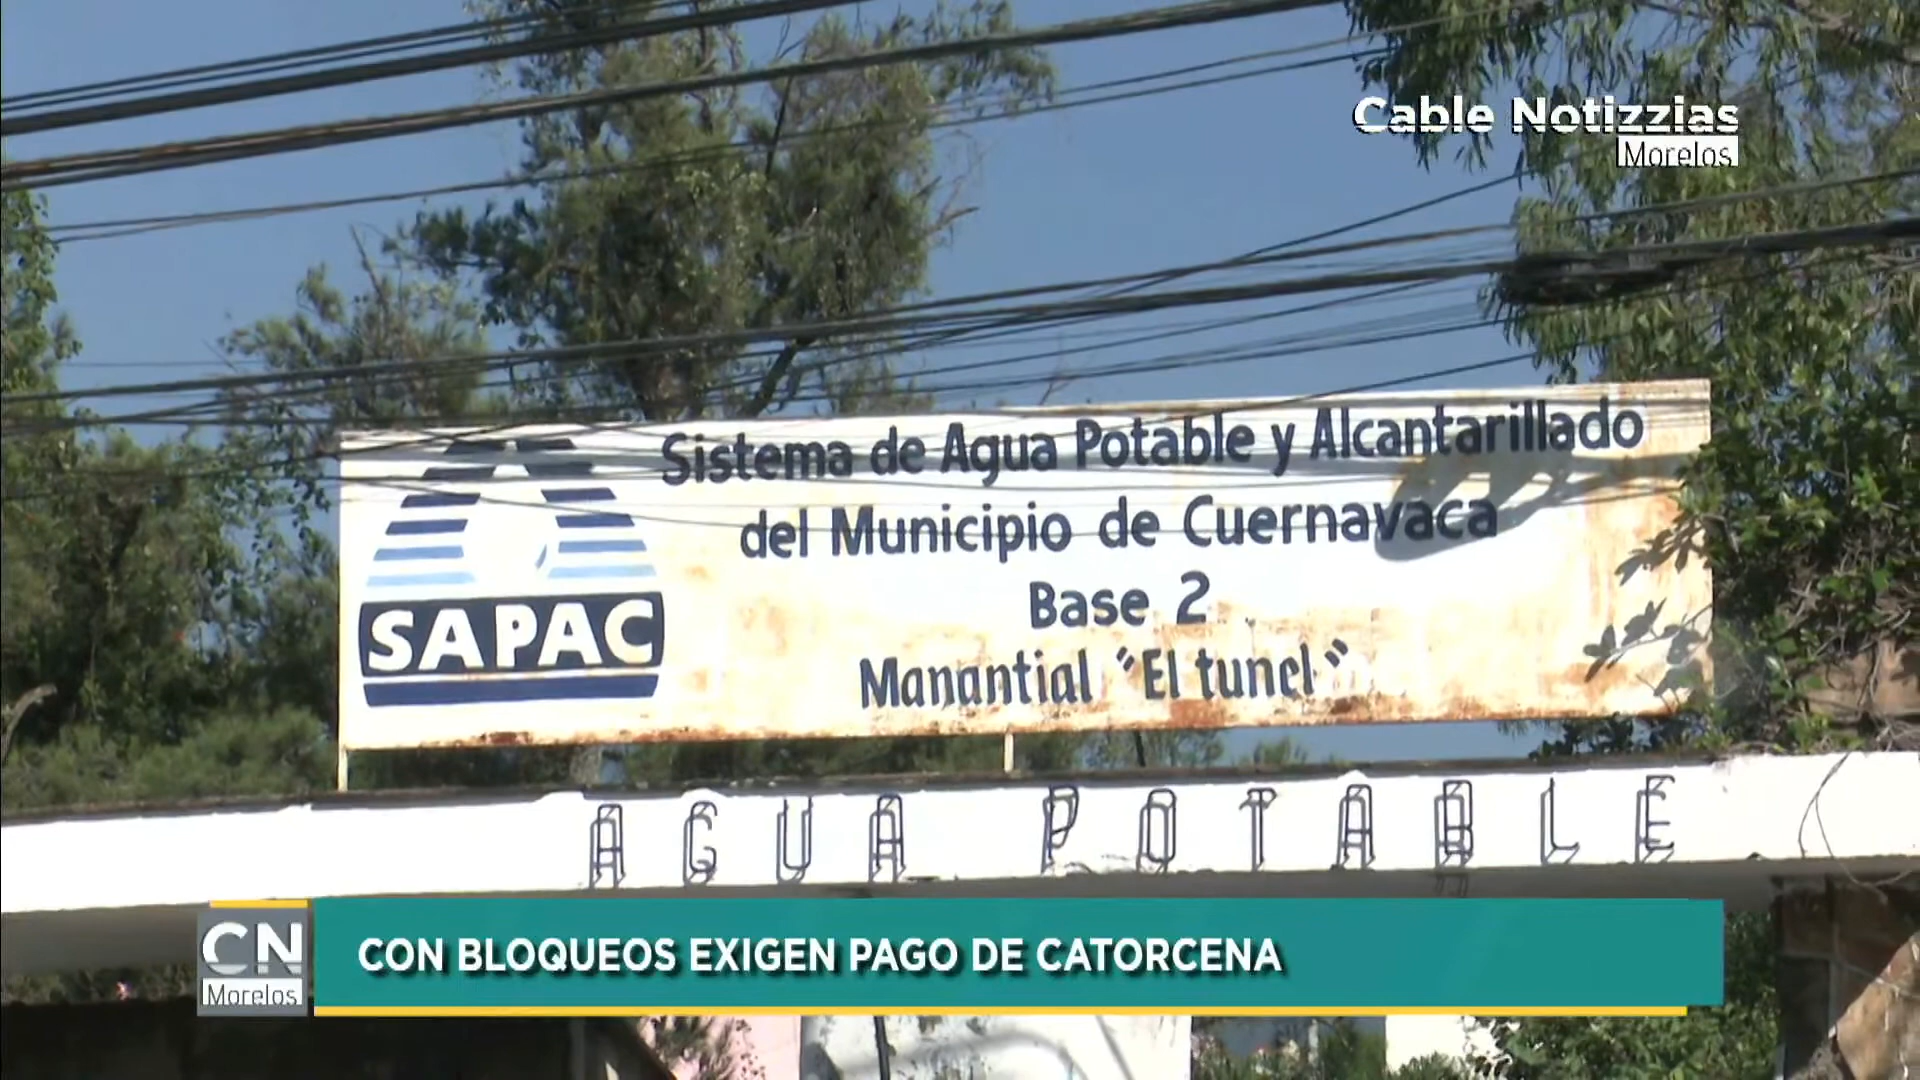 Cable Notizzias
Morelos
Sistema de Agua Potable y Alcantarillado
del Municipio de Cuernavaca
Base 2
Manantial "El tunel"
SAPAC
AGUA POTABLE
CN
Morelos
CON BLOQUEOS EXIGEN PAGO DE CATORCENA